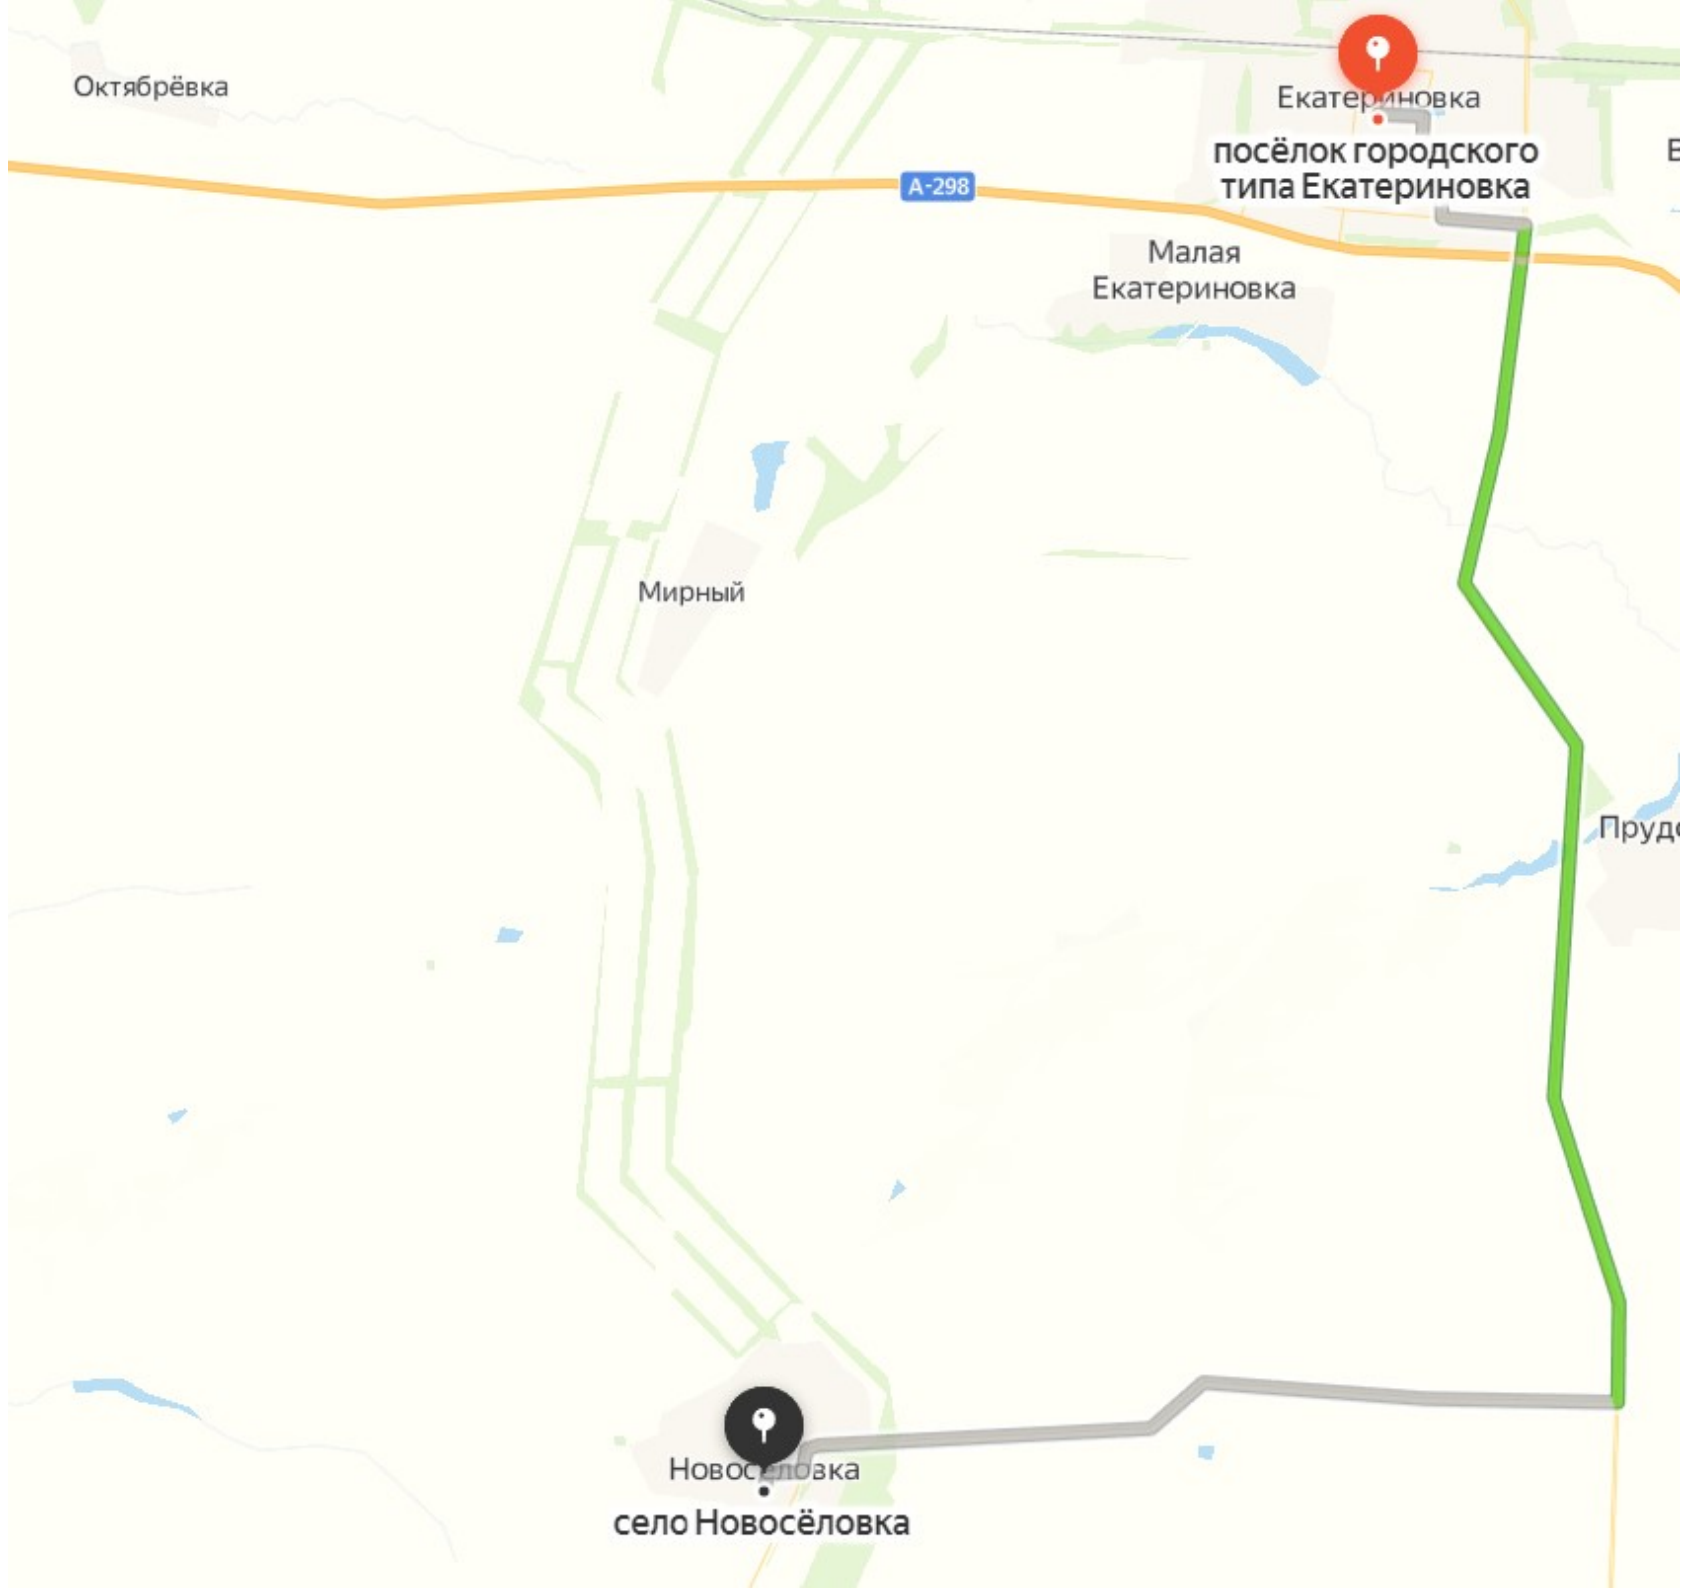 Октябрёвка
Екатериновка
посёлок городского
типа Екатериновка
А-298
Малая
Екатериновка
Мирный
Новосёловка
село Новосёловка